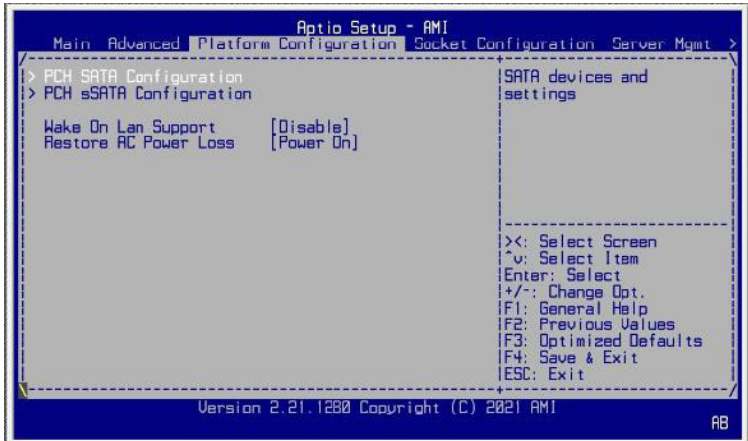 Aptio Setup - AMI
Main Advanced Platform Configuration Socket Configuration Server Mgmt >
> PCH SATA Configuration
> PCH sSATA Configuration
Wake On Lan Support [Disable]
Restore AC Power Loss [Power On]
SATA devices and
settings
><: Select Screen
^v: Select Item
Enter: Select
+/-: Change Opt.
F1: General Help
F2: Previous Values
F3: Optimized Defaults
F4: Save & Exit
ESC: Exit
Version 2.21.1280 Copyright (C) 2021 AMI
AB